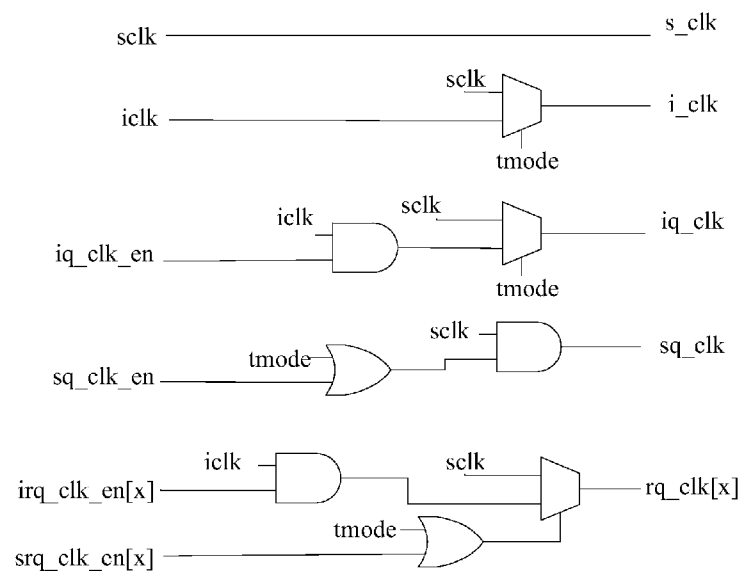 sclk s_clk
sclk
iclk i_clk
tmode
iclk sclk iq_clk
iq_clk_en
tmode
sclk sq_clk
tmode
sq_clk_en
iclk sclk
irq_clk_en[x] rq_clk[x]
tmode
srq_clk_en[x]